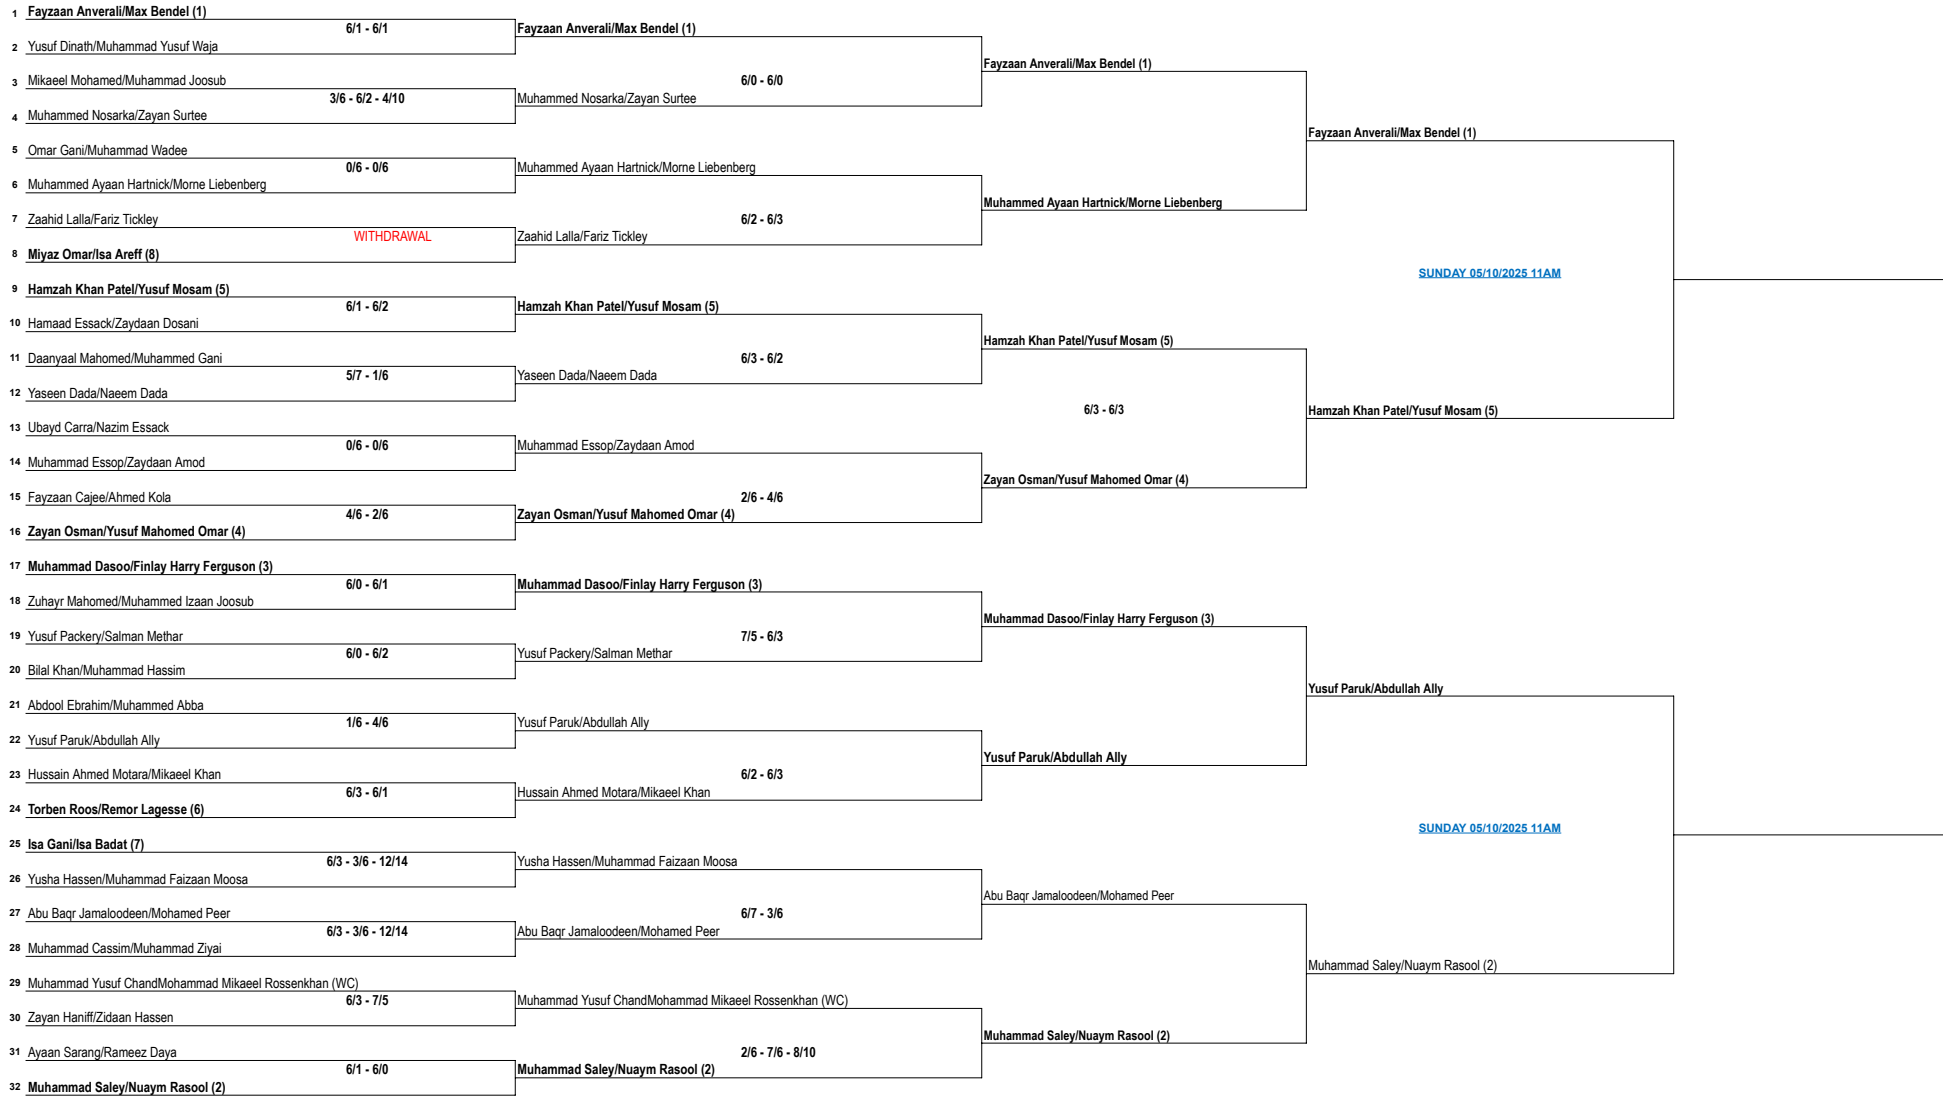 1 Fayzaan Anverali/Max Bendel (1)
6/1 - 6/1
2 Yusuf Dinath/Muhammad Yusuf Waja
3 Mikaeel Mohamed/Muhammad Joosub
3/6 - 6/2 - 4/10
4 Muhammed Nosarka/Zayan Surtee
5 Omar Gani/Muhammad Wadee
0/6 - 0/6
6 Muhammed Ayaan Hartnick/Morne Liebenberg
7 Zaahid Lalla/Fariz Tickley
WITHDRAWAL
8 Miyaz Omar/Isa Areff (8)
9 Hamzah Khan Patel/Yusuf Mosam (5)
6/1 - 6/2
10 Hamaad Essack/Zaydaan Dosani
11 Daanyaal Mahomed/Muhammed Gani
5/7 - 1/6
12 Yaseen Dada/Naeem Dada
13 Ubayd Carra/Nazim Essack
0/6 - 0/6
14 Muhammad Essop/Zaydaan Amod
15 Fayzaan Cajee/Ahmed Kola
4/6 - 2/6
16 Zayan Osman/Yusuf Mahomed Omar (4)
17 Muhammad Dasoo/Finlay Harry Ferguson (3)
6/0 - 6/1
18 Zuhayr Mahomed/Muhammed Izaan Joosub
19 Yusuf Packery/Salman Methar
6/0 - 6/2
20 Bilal Khan/Muhammad Hassim
21 Abdool Ebrahim/Muhammed Abba
1/6 - 4/6
22 Yusuf Paruk/Abdullah Ally
23 Hussain Ahmed Motara/Mikaeel Khan
6/3 - 6/1
24 Torben Roos/Remor Lagesse (6)
25 Isa Gani/Isa Badat (7)
6/3 - 3/6 - 12/14
26 Yusha Hassen/Muhammad Faizaan Moosa
27 Abu Baqr Jamaloodeen/Mohamed Peer
6/3 - 3/6 - 12/14
28 Muhammad Cassim/Muhammad Ziyai
29 Muhammad Yusuf ChandMohammad Mikaeel Rossenkhan (WC)
6/3 - 7/5
30 Zayan Haniff/Zidaan Hassen
31 Ayaan Sarang/Rameez Daya
6/1 - 6/0
32 Muhammad Saley/Nuaym Rasool (2)
Fayzaan Anverali/Max Bendel (1)
6/0 - 6/0
Muhammed Nosarka/Zayan Surtee
Muhammed Ayaan Hartnick/Morne Liebenberg
6/2 - 6/3
Zaahid Lalla/Fariz Tickley
Hamzah Khan Patel/Yusuf Mosam (5)
6/3 - 6/2
Yaseen Dada/Naeem Dada
Muhammad Essop/Zaydaan Amod
2/6 - 4/6
Zayan Osman/Yusuf Mahomed Omar (4)
Muhammad Dasoo/Finlay Harry Ferguson (3)
7/5 - 6/3
Yusuf Packery/Salman Methar
Yusuf Paruk/Abdullah Ally
6/2 - 6/3
Hussain Ahmed Motara/Mikaeel Khan
Yusha Hassen/Muhammad Faizaan Moosa
6/7 - 3/6
Abu Baqr Jamaloodeen/Mohamed Peer
Muhammad Yusuf ChandMohammad Mikaeel Rossenkhan (WC)
2/6 - 7/6 - 8/10
Muhammad Saley/Nuaym Rasool (2)
Fayzaan Anverali/Max Bendel (1)
Muhammed Ayaan Hartnick/Morne Liebenberg
Hamzah Khan Patel/Yusuf Mosam (5)
6/3 - 6/3
Zayan Osman/Yusuf Mahomed Omar (4)
Muhammad Dasoo/Finlay Harry Ferguson (3)
Yusuf Paruk/Abdullah Ally
Abu Baqr Jamaloodeen/Mohamed Peer
Muhammad Saley/Nuaym Rasool (2)
Fayzaan Anverali/Max Bendel (1)
SUNDAY 05/10/2025 11AM
Hamzah Khan Patel/Yusuf Mosam (5)
Yusuf Paruk/Abdullah Ally
SUNDAY 05/10/2025 11AM
Muhammad Saley/Nuaym Rasool (2)